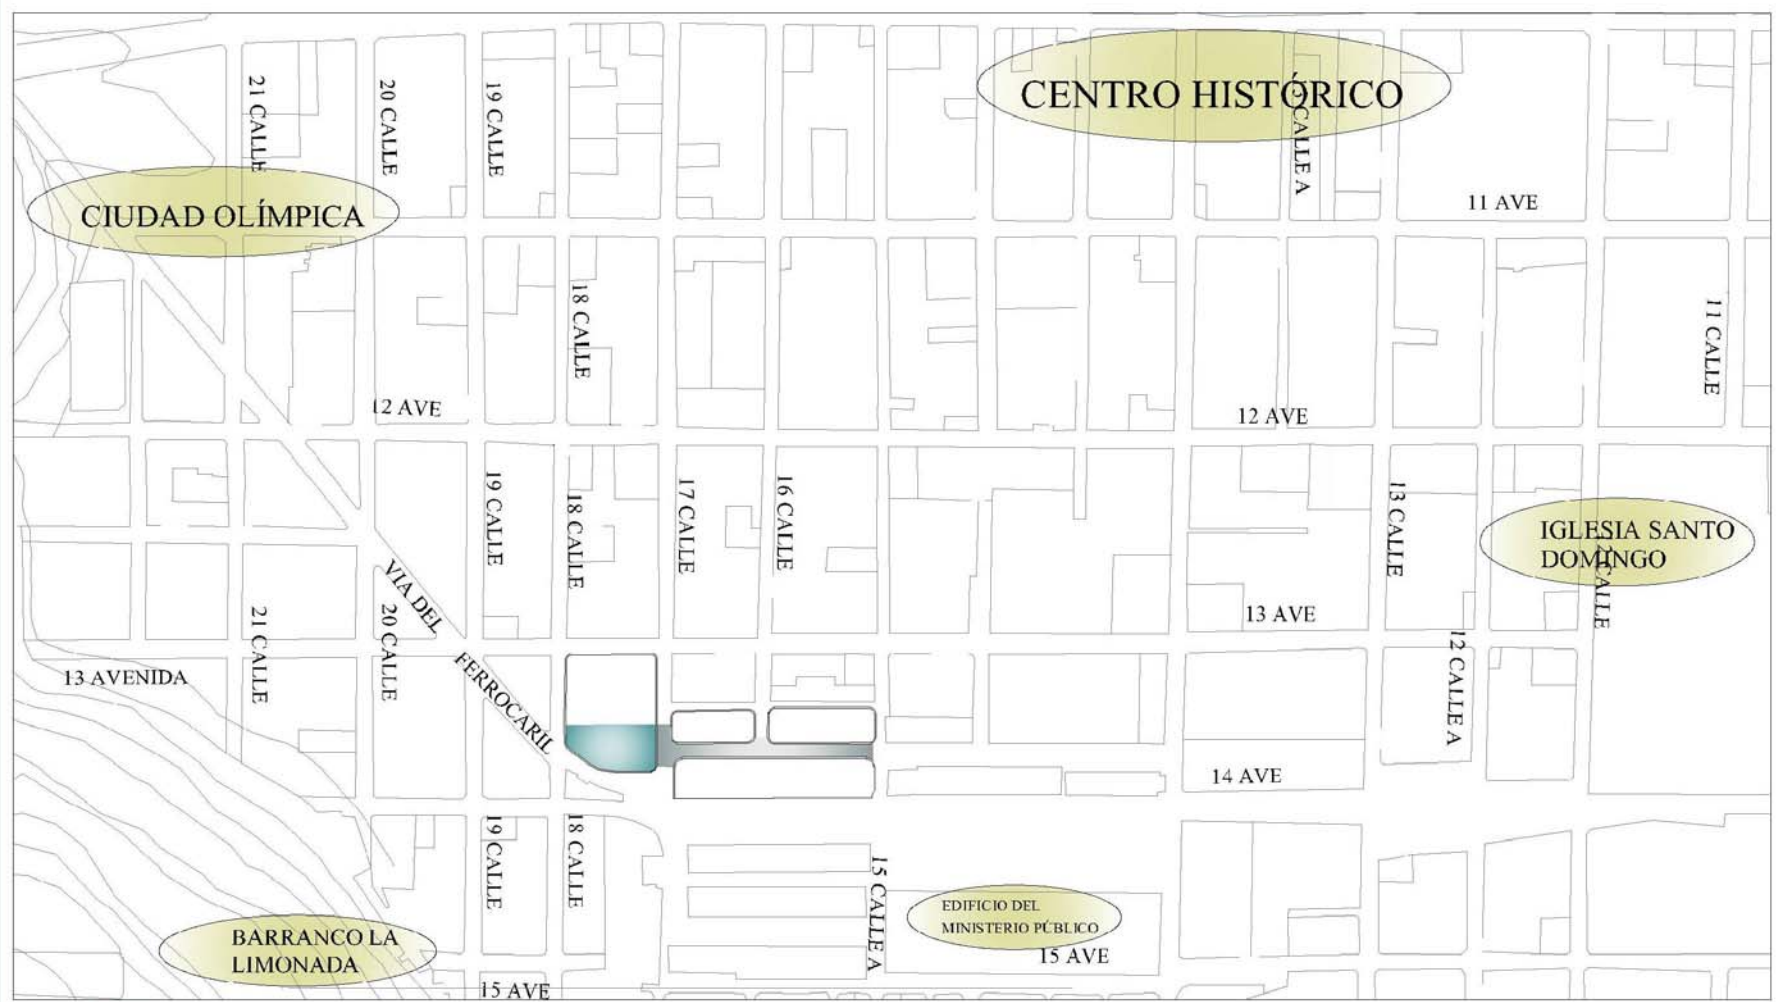 21 CALLE
20 CALLE
19 CALLE
CENTRO HISTÓRICO
CALLE A
11 AVE
CIUDAD OLÍMPICA
18 CALLE
11 CALLE
12 AVE
12 AVE
19 CALLE
18 CALLE
17 CALLE
16 CALLE
13 CALLE
IGLESIA SANTO
DOMINGO
12 CALLE
VIA DEL
FERROCARIL
21 CALLE
20 CALLE
13 AVE
12 CALLE A
13 AVENIDA
14 AVE
19 CALLE
18 CALLE
15 CALLE A
EDIFICIO DEL
MINISTERIO PÚBLICO
15 AVE
BARRANCO LA
LIMONADA
15 AVE